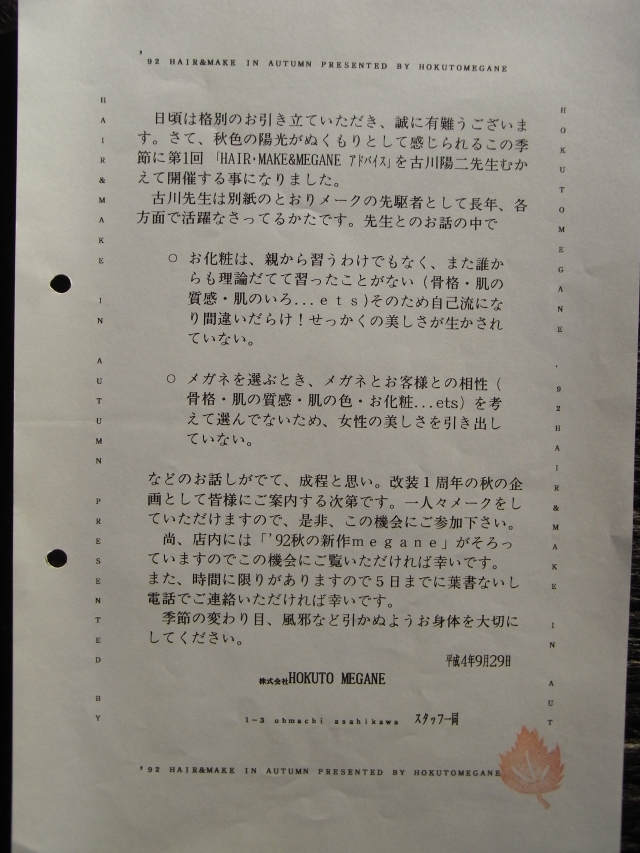 '92 HAIR&MAKE IN AUTUMN PRESENTED BY HOKUTOMEGANE
HAIR&MAKE IN AUTUMN PRESENTED BY
HOKUTOMEGANE '92HAIR&MAKE IN AUT
日頃は格別のお引き立ていただき、誠に有難うございま
す。さて、秋色の陽光がぬくもりとして感じられるこの季
節に第1回 「HAIR・MAKE&MEGANE アドバイス」を古川陽二先生むか
えて開催する事になりました。
古川先生は別紙のとおりメークの先駆者として長年、各
方面で活躍なさってるかたです。先生とのお話の中で
○ お化粧は、親から習うわけでもなく、また誰か
らも理論だてて習ったことがない（骨格・肌の
質感・肌のいろ...ｅｔｓ)そのため自己流にな
り間違いだらけ！せっかくの美しさが生かされ
ていない。
○ メガネを選ぶとき、メガネとお客様との相性（
骨格・肌の質感・肌の色・お化粧...ets）を考
えて選んでないため、女性の美しさを引き出し
ていない。
などのお話しがでて、成程と思い。改装１周年の秋の企
画として皆様にご案内する次第です。一人々メークをし
ていただけますので、是非、この機会にご参加下さい。
尚、店内には「'92秋の新作ｍｅｇａｎｅ」がそろっ
ていますのでこの機会にご覧いただければ幸いです。
また、時間に限りがありますので５日までに葉書ないし
電話でご連絡いただければ幸いです。
季節の変わり目、風邪など引かぬようお身体を大切に
してください。
平成4年9月29日
株式会社HOKUTO MEGANE
1-3 ohmachi asahikawa スタッフ一同
'92 HAIR&MAKE IN AUTUMN PRESENTED BY HOKUTOMEGANE